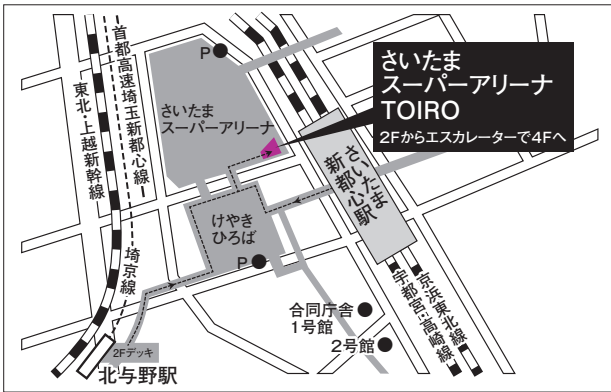 首都高速埼玉新都心線
東北・上越新幹線
埼京線
P
さいたま
スーパーアリーナ
さいたま
スーパーアリーナ
TOIRO
2Fからエスカレーターで4Fへ
さいたま
新都心駅
けやき
ひろば
P
合同庁舎
1号館
2号館
京浜東北線
宇都宮・高崎線
2Fデッキ
北与野駅